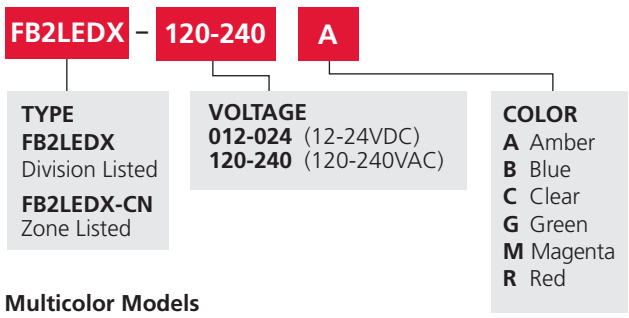 FB2LEDX – 120-240 A
TYPE
FB2LEDX
Division Listed
FB2LEDX-CN
Zone Listed
VOLTAGE
012-024 (12-24VDC)
120-240 (120-240VAC)
COLOR
A Amber
B Blue
C Clear
G Green
M Magenta
R Red
Multicolor Models